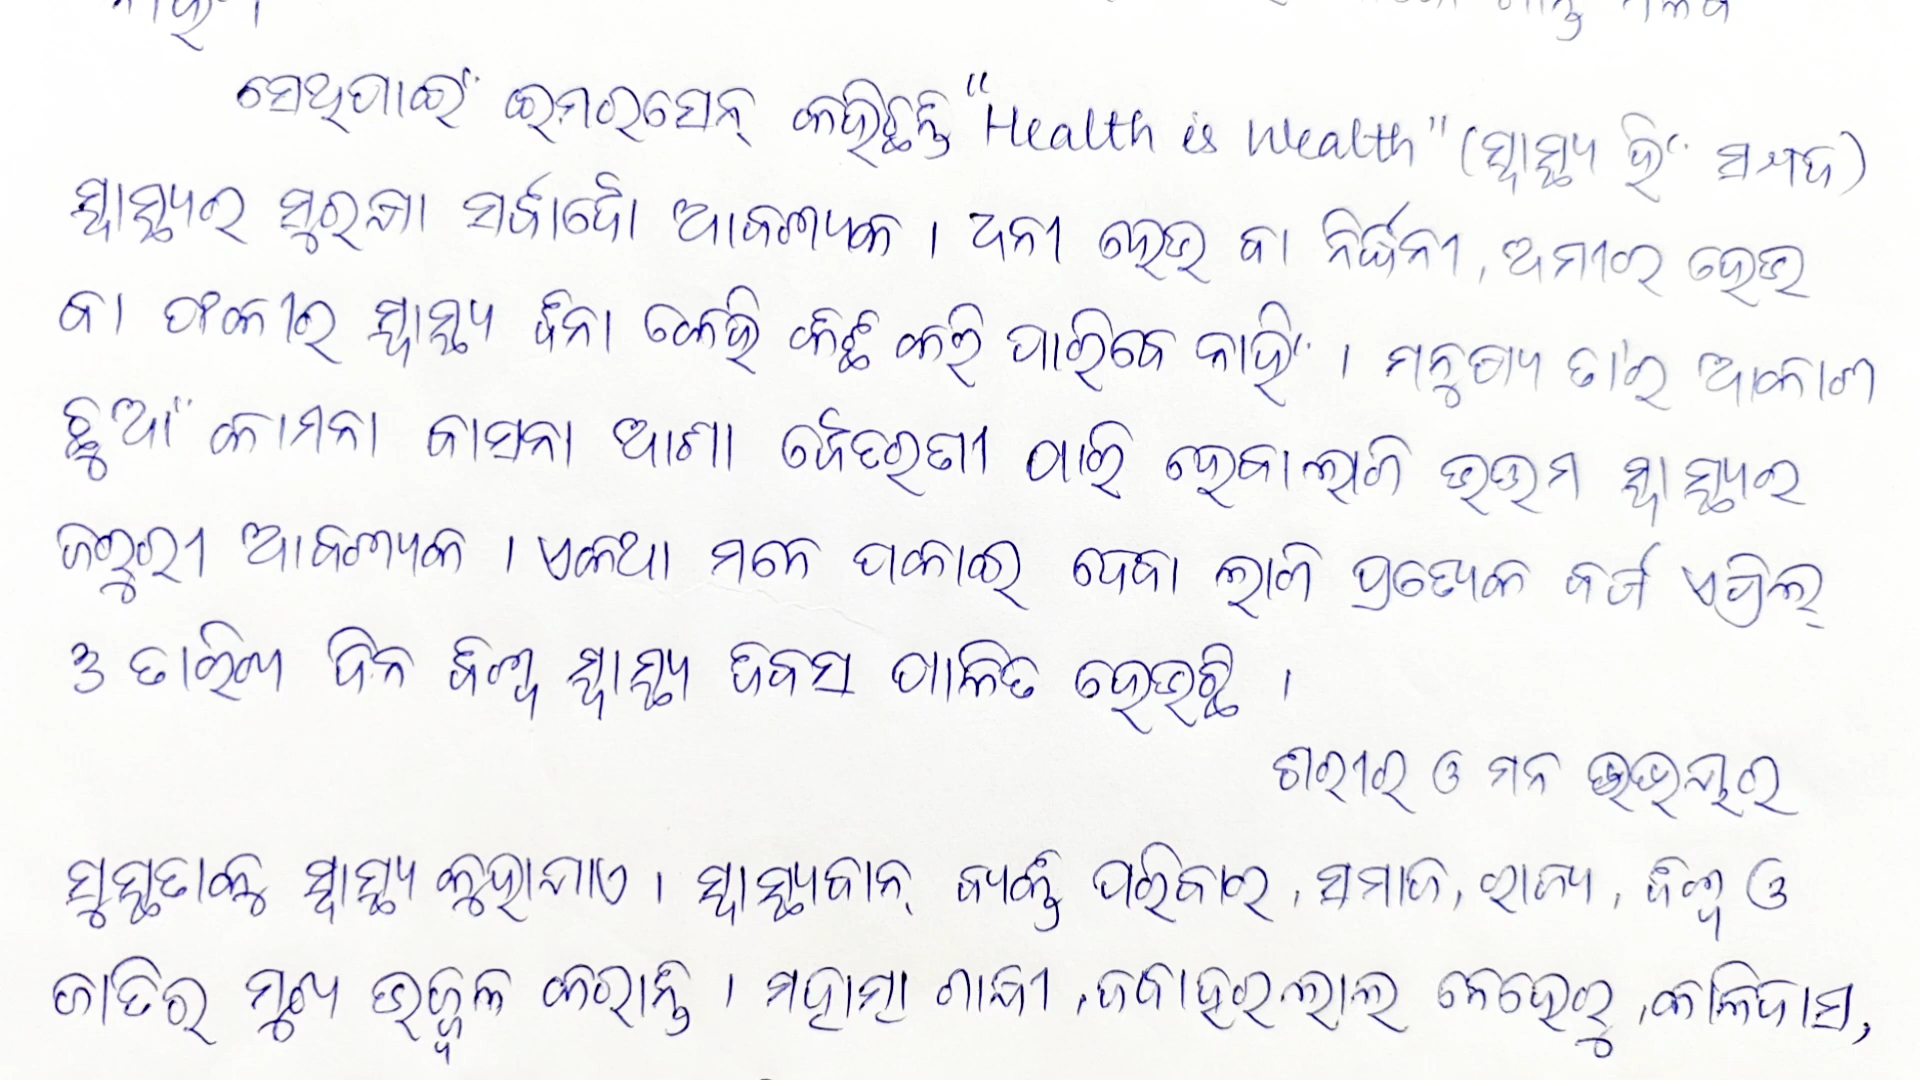 ସେଥିପାଇଁ ଇମରସେନ୍ କହିଛନ୍ତି "Health is Wealth" (ସ୍ୱାସ୍ଥ୍ୟ ହିଁ ସମ୍ପଦ)
ସ୍ୱାସ୍ଥ୍ୟର ସୁରକ୍ଷା ସର୍ବାଦୌ ଆବଶ୍ୟକ । ଧନୀ ହେଉ ବା ନିର୍ଦ୍ଧନୀ, ଅମୀର ହେଉ
ବା ଫକୀର ସ୍ୱାସ୍ଥ୍ୟ ବିନା କେହି କିଛି କରି ପାରିବେ ନାହିଁ । ମନୁଷ୍ୟ ତା'ର ଆକାଶ
ଛୁଆଁ କାମନା ବାସନା ଆଶା ବୈତରଣୀ ପାରି ହେବା ଲାଗି ଉତ୍ତମ ସ୍ୱାସ୍ଥ୍ୟର
ଜରୁରୀ ଆବଶ୍ୟକ । ଏକଥା ମନେ ପକାଇ ଦେବା ଲାଗି ପ୍ରତ୍ୟେକ ବର୍ଷ ଏପ୍ରିଲ୍
୭ ତାରିଖ ଦିନ ବିଶ୍ୱ ସ୍ୱାସ୍ଥ୍ୟ ଦିବସ ପାଳିତ ହେଉଛି ।
ଶରୀର ଓ ମନ ଉଭୟର
ସୁସ୍ଥତାକୁ ସ୍ୱାସ୍ଥ୍ୟ କୁହାଯାଏ । ସ୍ୱାସ୍ଥ୍ୟବାନ୍ ବ୍ୟକ୍ତି ପରିବାର, ସମାଜ, ରାଜ୍ୟ, ବିଶ୍ୱ ଓ
ଜାତିର ମୁଖ୍ୟ ଉଜ୍ଜ୍ୱଳ କରାନ୍ତି । ମହାତ୍ମା ଗାନ୍ଧୀ, ଜବାହରଲାଲ ନେହେରୁ, କାଳିଦାସ,